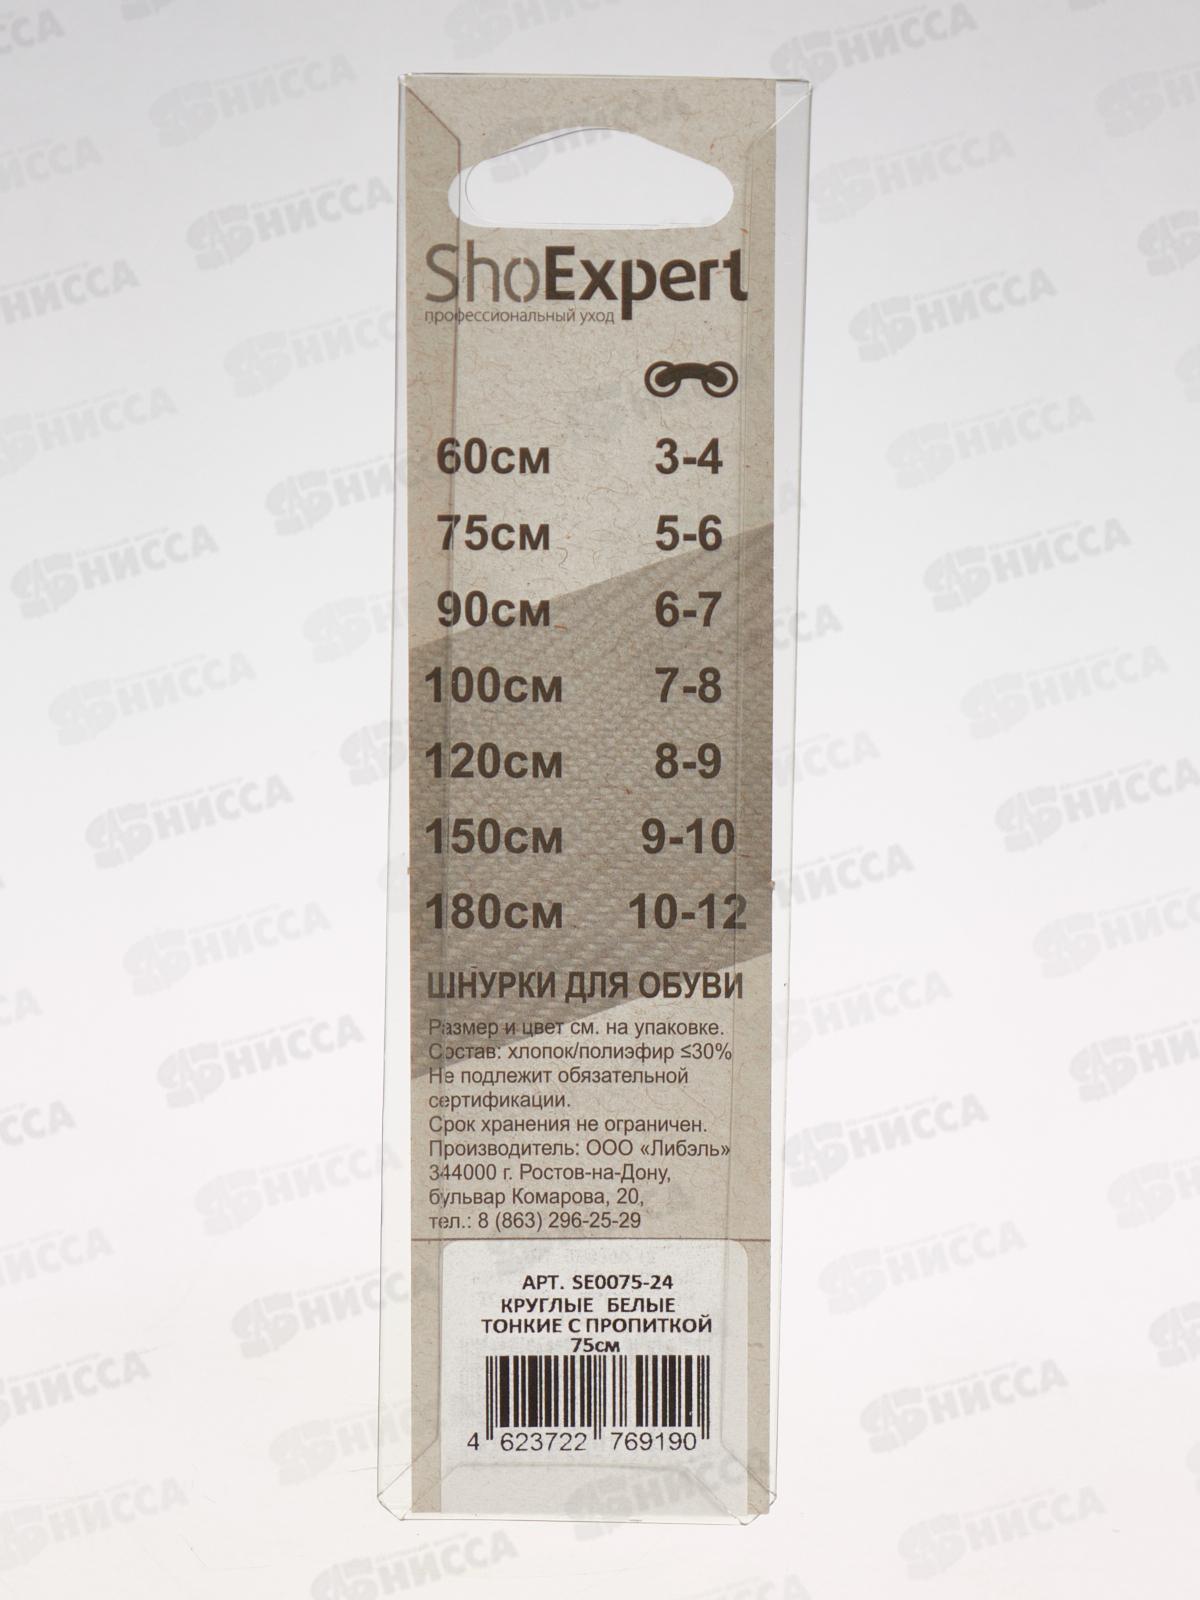 ShoExpert
профессиональный уход
60см 3-4
75см 5-6
90см 6-7
100см 7-8
120см 8-9
150см 9-10
180см 10-12
ШНУРКИ ДЛЯ ОБУВИ
Размер и цвет см. на упаковке.
Состав: хлопок/полиэфир ≤30%
Не подлежит обязательной
сертификации.
Срок хранения не ограничен.
Производитель: ООО «Либэль»
344000 г. Ростов-на-Дону,
бульвар Комарова, 20,
тел.: 8 (863) 296-25-29
АРТ. SE0075-24
КРУГЛЫЕ БЕЛЫЕ
ТОНКИЕ С ПРОПИТКОЙ
75см
4 623722 769190